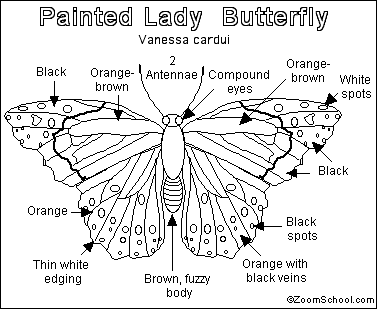 Painted Lady Butterfly
Vanessa cardui
2
Antennae
Black
Orange-
brown
Compound
eyes
Orange-
brown
White
spots
Black
Orange
Black
spots
Thin white
edging
Brown, fuzzy
body
Orange with
black veins
©ZoomSchool.com